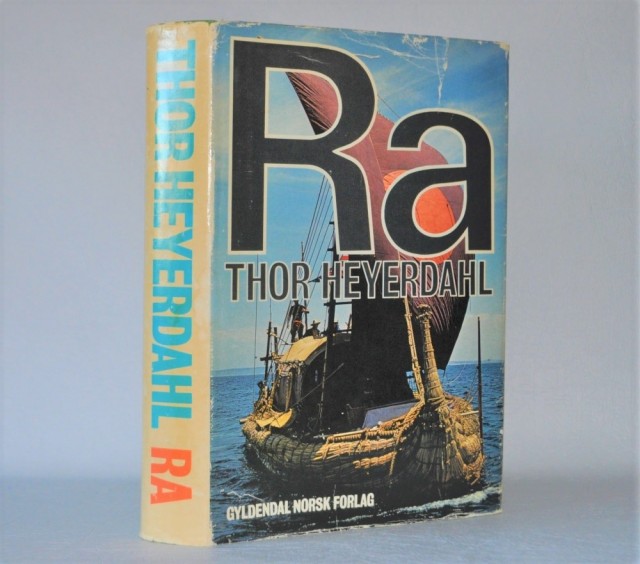 THOR HEYERDAHL RA
Ra
THOR HEYERDAHL
GYLDENDAL NORSK FORLAG